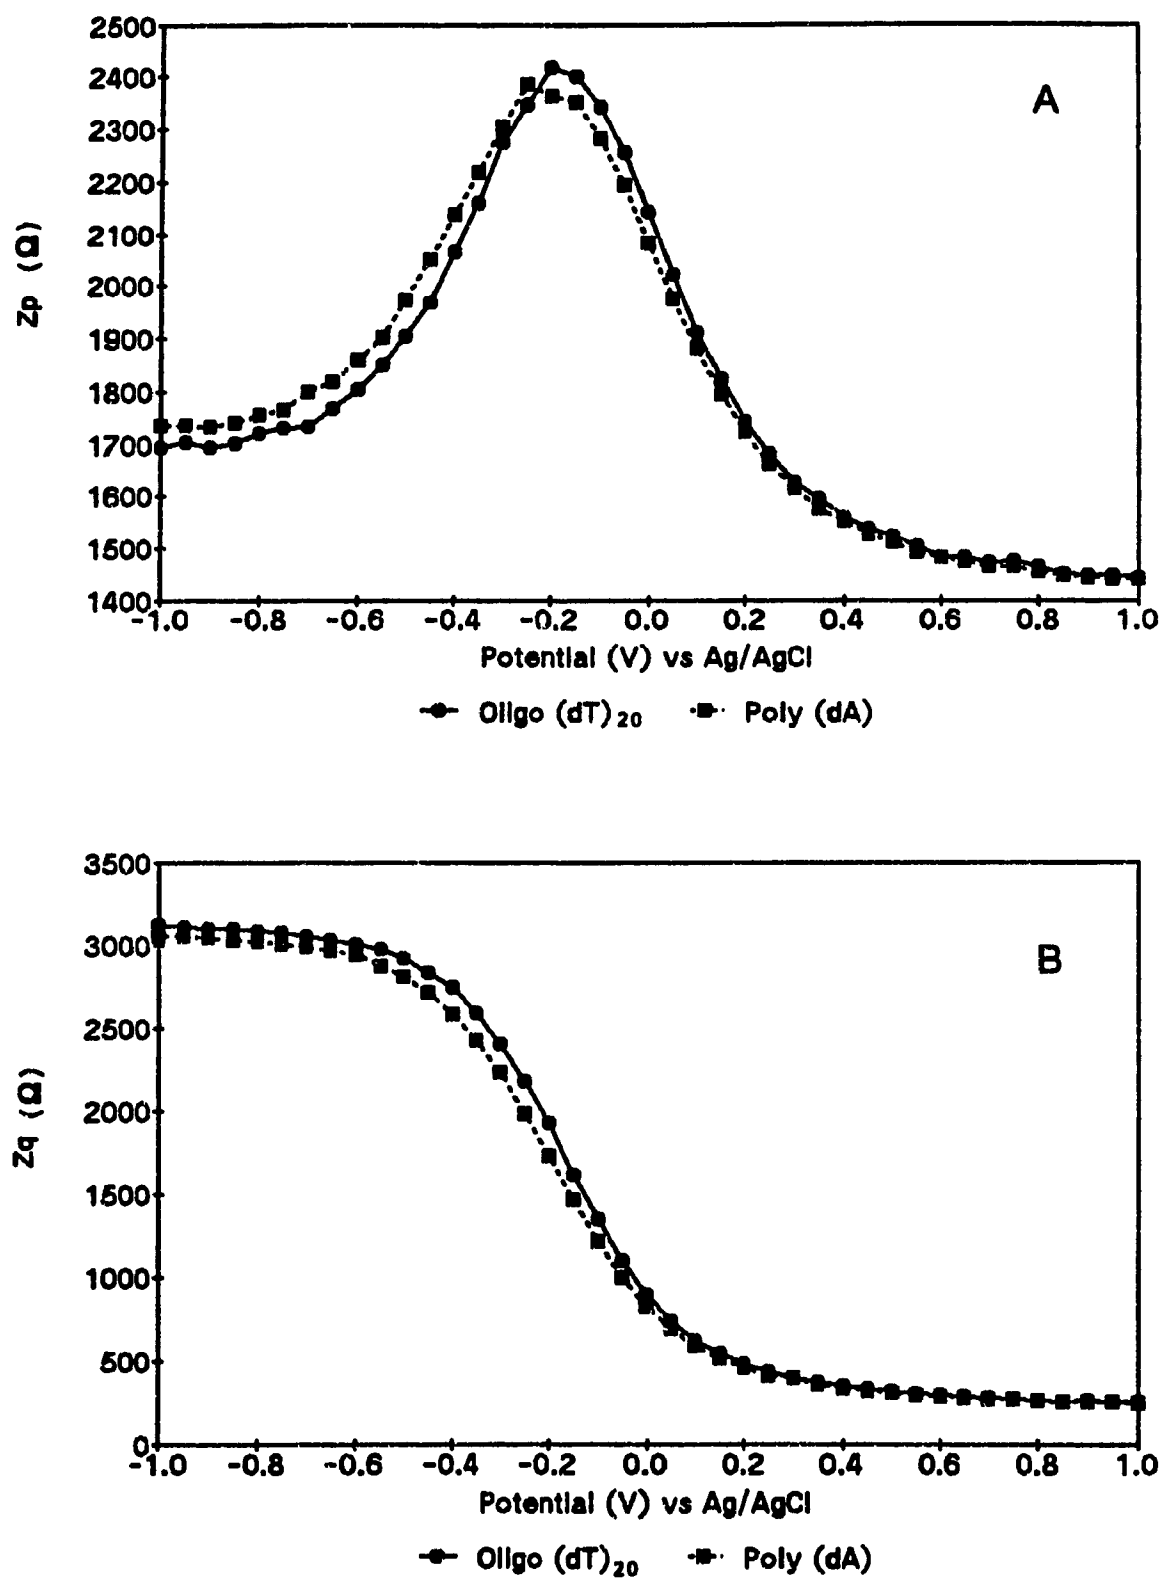 2500
2400
2300
2200
2100
2000
1900
1800
1700
1600
1500
1400
Zp (Ω)
A
-1.0 -0.8 -0.6 -0.4 -0.2 0.0 0.2 0.4 0.6 0.8 1.0
Potential (V) vs Ag/AgCl
Oligo (dT)20 Poly (dA)
3500
3000
2500
2000
1500
1000
500
0
Zq (Ω)
B
-1.0 -0.8 -0.6 -0.4 -0.2 0.0 0.2 0.4 0.6 0.8 1.0
Potential (V) vs Ag/AgCl
Oligo (dT)20 Poly (dA)